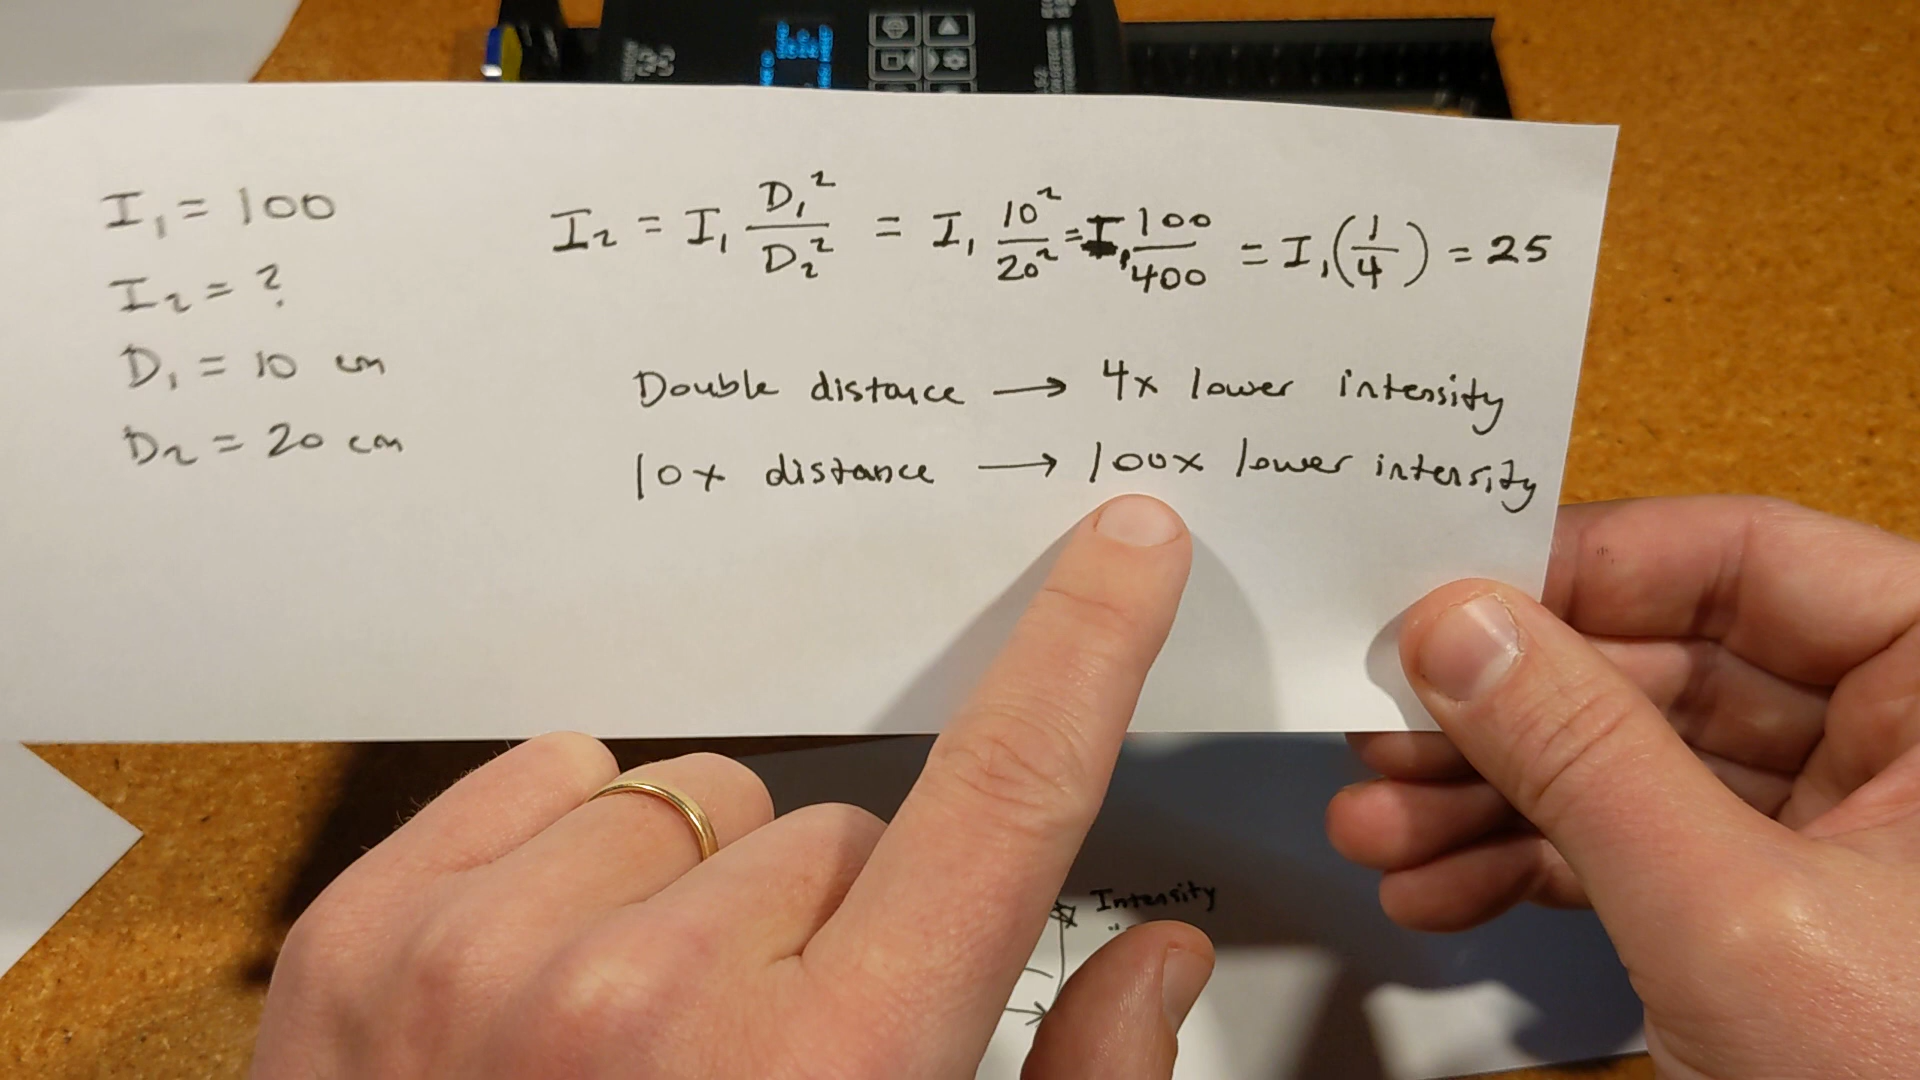 I₁ = 100
I₂ = ?
D₁ = 10 cm
D₂ = 20 cm
I₂ = I₁ D₁²/D₂² = I₁ 10²/20² = I₁ 100/400 = I₁(1/4) = 25
Double distance → 4x lower intensity
10x distance → 100x lower intensity
Intensity